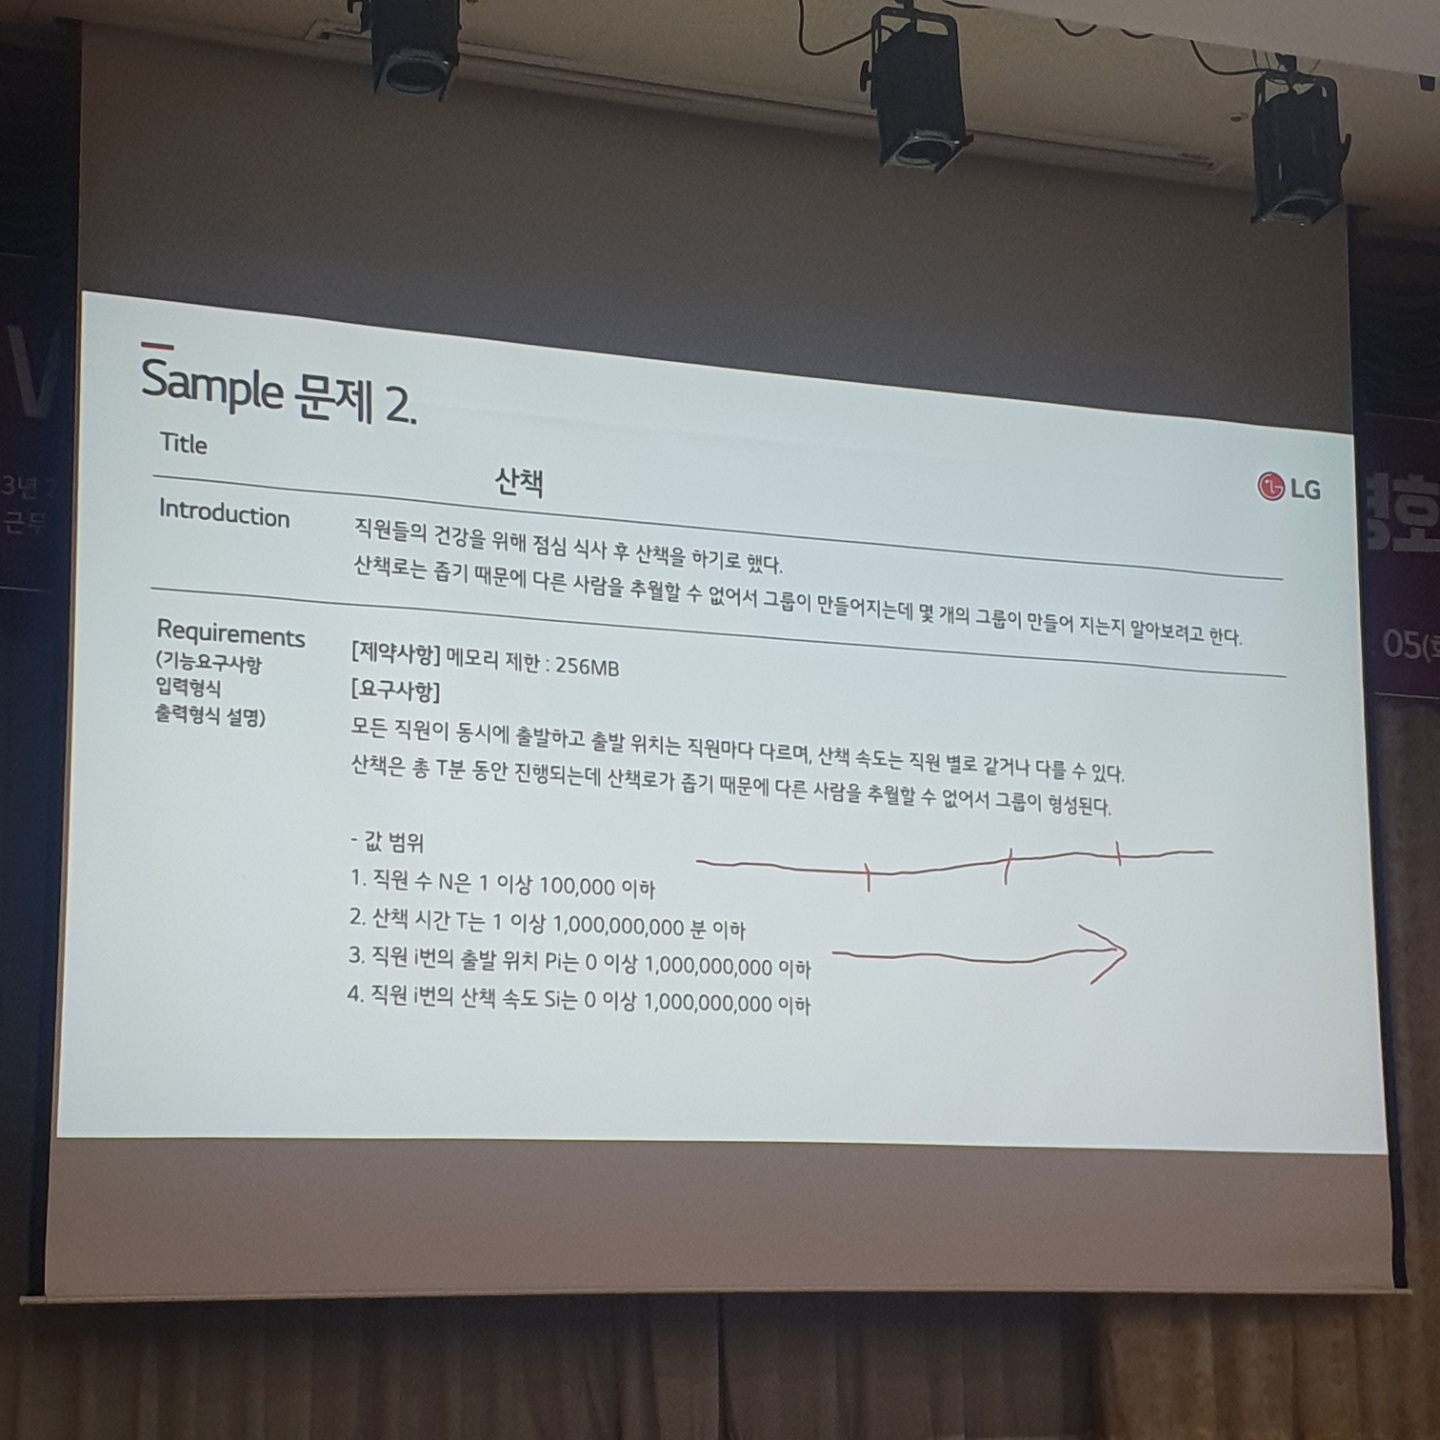 Sample 문제 2.
Title
산책
LG
Introduction
직원들의 건강을 위해 점심 식사 후 산책을 하기로 했다.
산책로는 좁기 때문에 다른 사람을 추월할 수 없어서 그룹이 만들어지는데 몇 개의 그룹이 만들어 지는지 알아보려고 한다.
Requirements
(기능요구사항
입력형식
출력형식 설명)
[제약사항] 메모리 제한 : 256MB
[요구사항]
모든 직원이 동시에 출발하고 출발 위치는 직원마다 다르며, 산책 속도는 직원 별로 같거나 다를 수 있다.
산책은 총 T분 동안 진행되는데 산책로가 좁기 때문에 다른 사람을 추월할 수 없어서 그룹이 형성된다.
- 값 범위
1. 직원 수 N은 1 이상 100,000 이하
2. 산책 시간 T는 1 이상 1,000,000,000 분 이하
3. 직원 i번의 출발 위치 Pi는 0 이상 1,000,000,000 이하
4. 직원 i번의 산책 속도 Si는 0 이상 1,000,000,000 이하
3년
근무
05(화